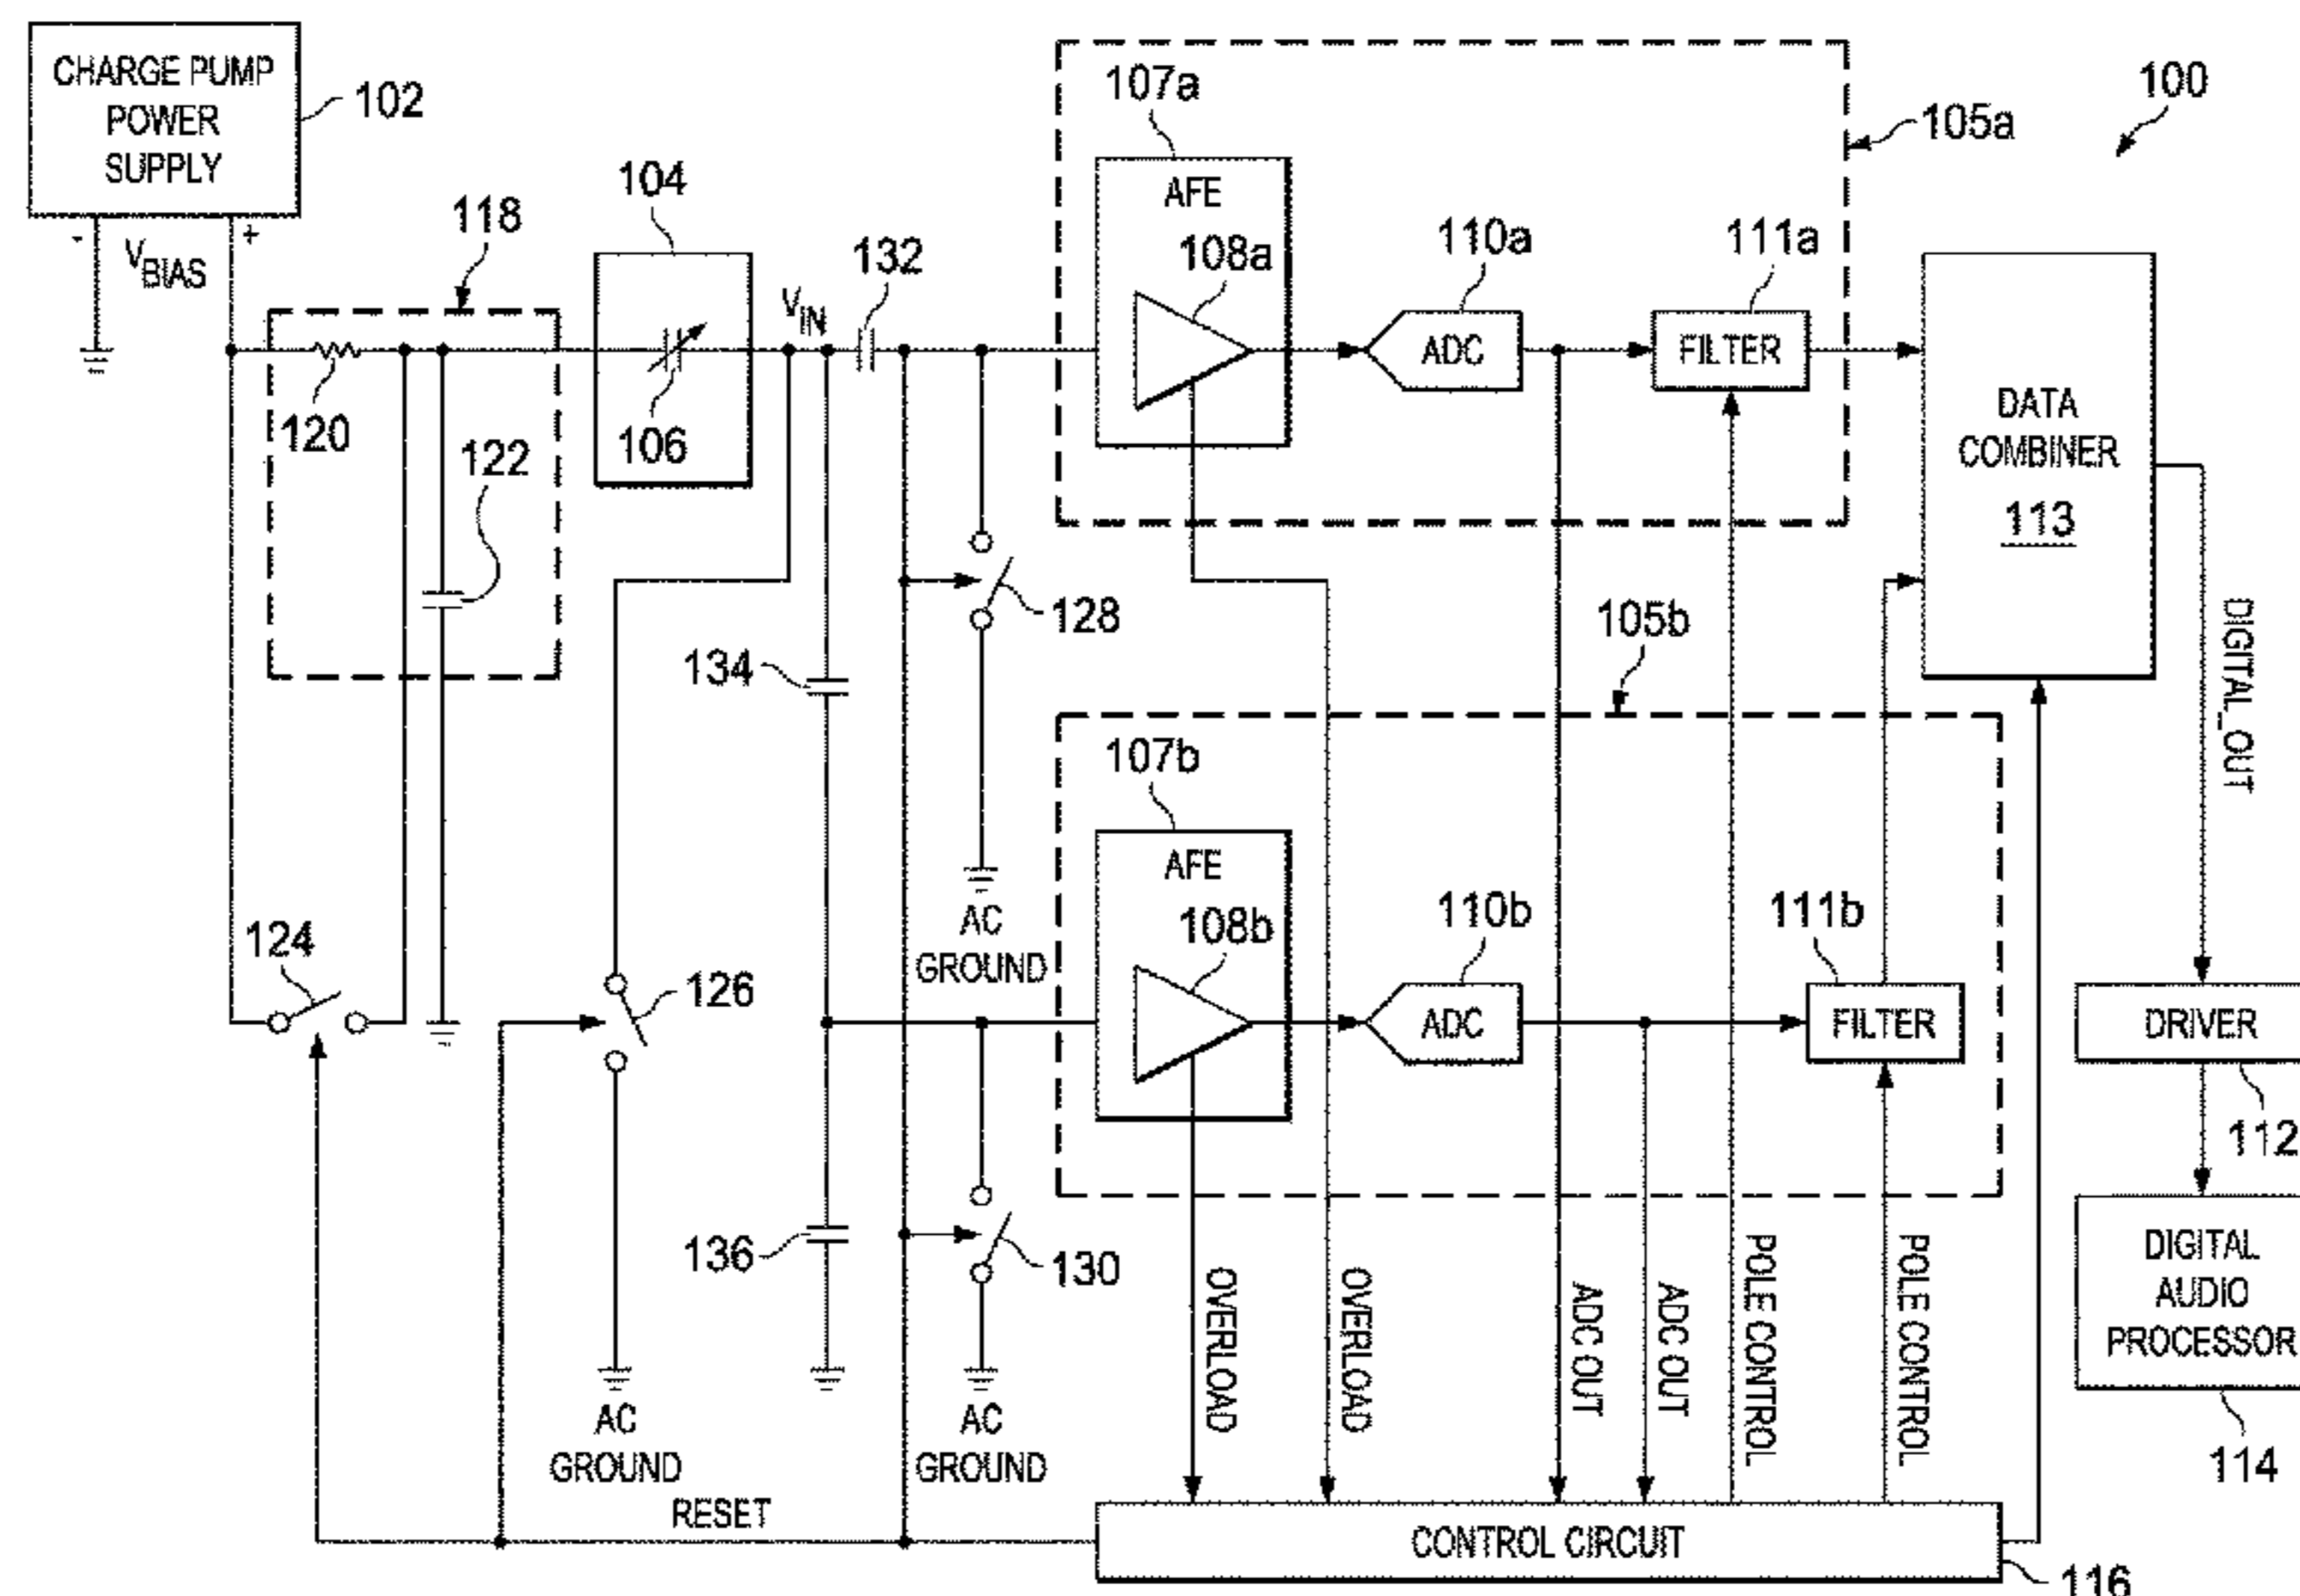 CHARGE PUMP
POWER
SUPPLY
102
-
+
VBIAS
118
120
122
104
106
VIN
132
107a
AFE
108a
110a
ADC
111a
FILTER
105a
100
DATA
COMBINER
113
DIGITAL_OUT
128
AC
GROUND
134
105b
107b
AFE
108b
110b
ADC
111b
FILTER
DRIVER
112
124
126
136
130
AC
GROUND
AC
GROUND
OVERLOAD
OVERLOAD
ADC OUT
ADC OUT
POLE CONTROL
POLE CONTROL
DIGITAL
AUDIO
PROCESSOR
114
RESET
CONTROL CIRCUIT
116